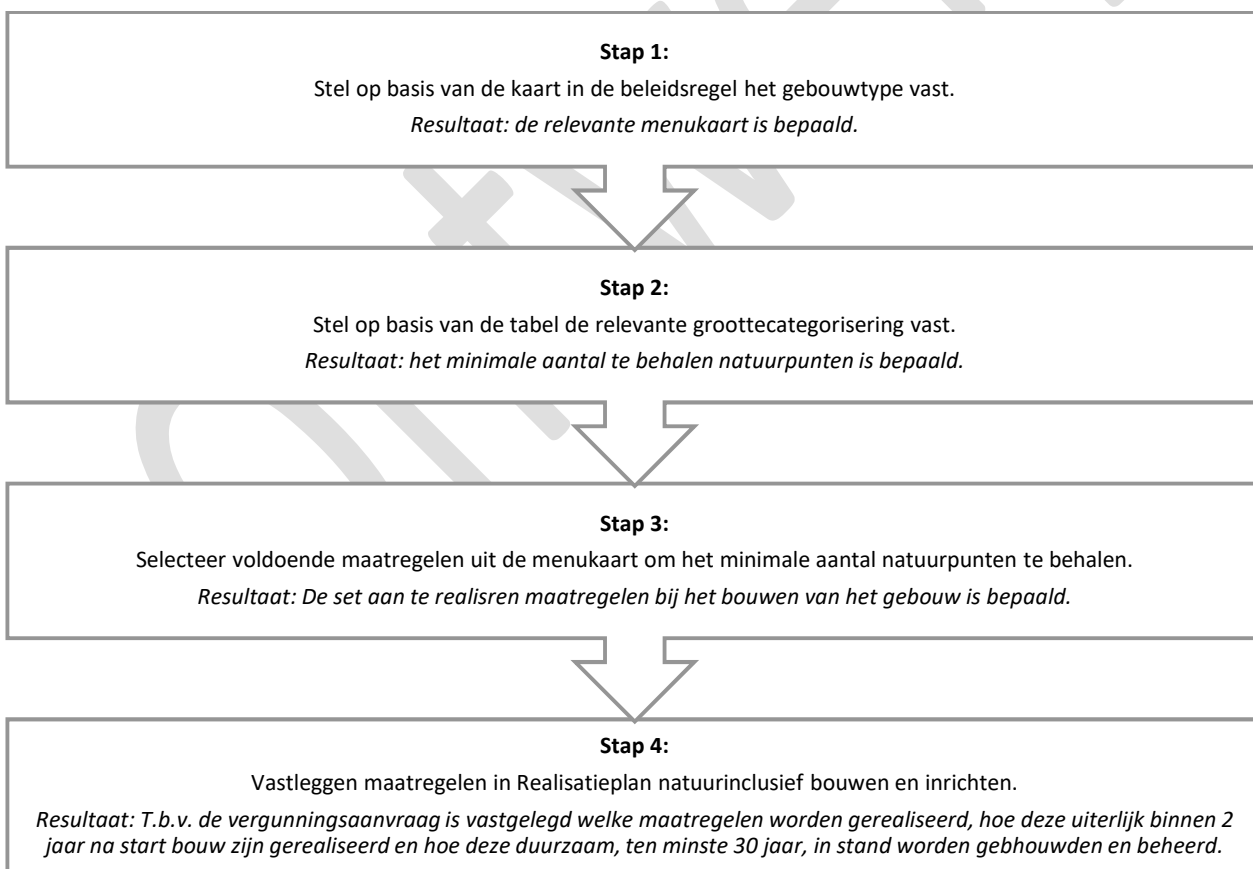 Stap 1:
Stel op basis van de kaart in de beleidsregel het gebouwtype vast.
Resultaat: de relevante menukaart is bepaald.
Stap 2:
Stel op basis van de tabel de relevante groottecategorisering vast.
Resultaat: het minimale aantal te behalen natuurpunten is bepaald.
Stap 3:
Selecteer voldoende maatregelen uit de menukaart om het minimale aantal natuurpunten te behalen.
Resultaat: De set aan te realisren maatregelen bij het bouwen van het gebouw is bepaald.
Stap 4:
Vastleggen maatregelen in Realisatieplan natuurinclusief bouwen en inrichten.
Resultaat: T.b.v. de vergunningsaanvraag is vastgelegd welke maatregelen worden gerealiseerd, hoe deze uiterlijk binnen 2
jaar na start bouw zijn gerealiseerd en hoe deze duurzaam, ten minste 30 jaar, in stand worden gebhouwden en beheerd.